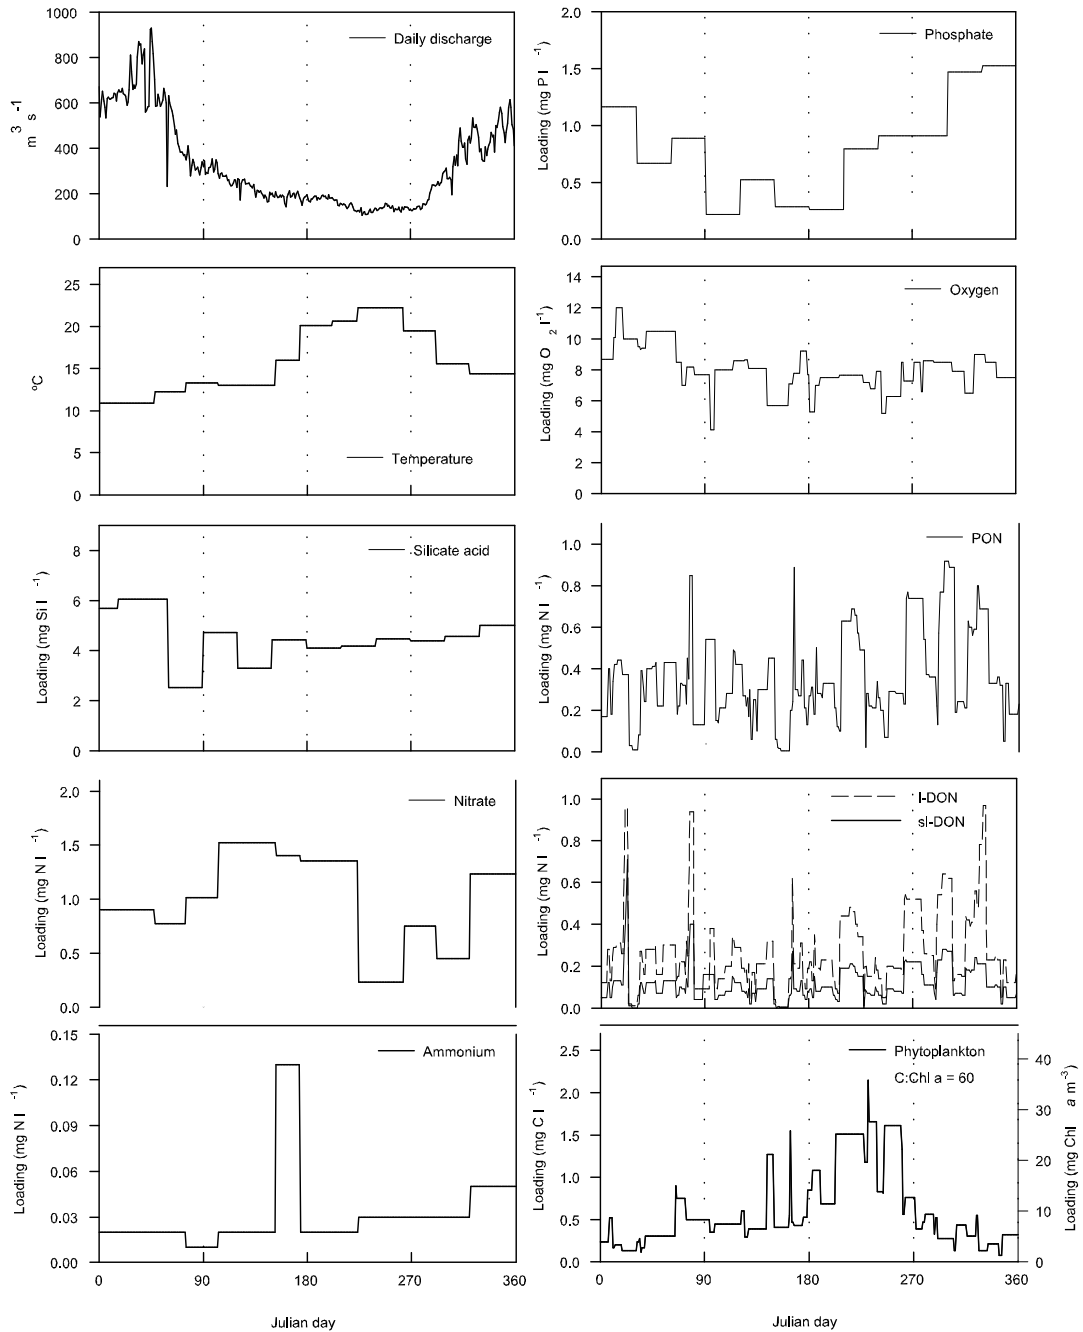 1000
800
600
400
200
0
m³ s⁻¹
Daily discharge
2.0
1.5
1.0
0.5
0.0
Loading (mg P l ⁻¹)
Phosphate
25
20
15
10
5
0
ºC
Temperature
14
12
10
8
6
4
2
0
Loading (mg O ₂ l⁻¹)
Oxygen
8
6
4
2
0
Loading (mg Si l ⁻¹)
Silicate acid
1.0
0.8
0.6
0.4
0.2
0.0
Loading (mg N l ⁻¹)
PON
2.0
1.5
1.0
0.5
0.0
Loading (mg N l ⁻¹)
Nitrate
1.0
0.8
0.6
0.4
0.2
0.0
Loading (mg N l ⁻¹)
l-DON
sl-DON
0.15
0.12
0.09
0.06
0.03
0.00
Loading (mg N l ⁻¹)
Ammonium
0 90 180 270 360
Julian day
2.5
2.0
1.5
1.0
0.5
0.0
Loading (mg C l ⁻¹)
Phytoplankton
C:Chl a = 60
40
30
20
10
0
Loading (mg Chl a m⁻³)
0 90 180 270 360
Julian day